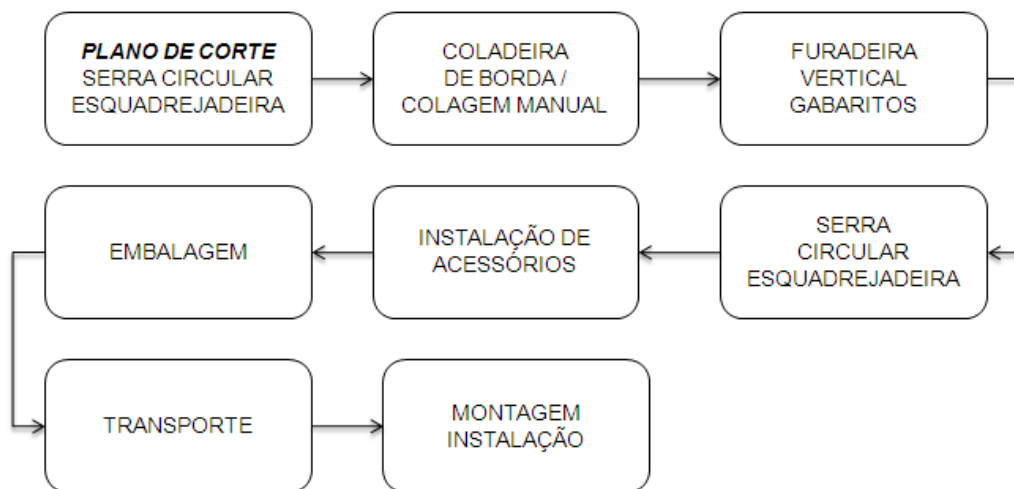 PLANO DE CORTE
SERRA CIRCULAR
ESQUADREJADEIRA
COLADEIRA
DE BORDA /
COLAGEM MANUAL
FURADEIRA
VERTICAL
GABARITOS
SERRA
CIRCULAR
ESQUADREJADEIRA
INSTALAÇÃO DE
ACESSÓRIOS
EMBALAGEM
TRANSPORTE
MONTAGEM
INSTALAÇÃO